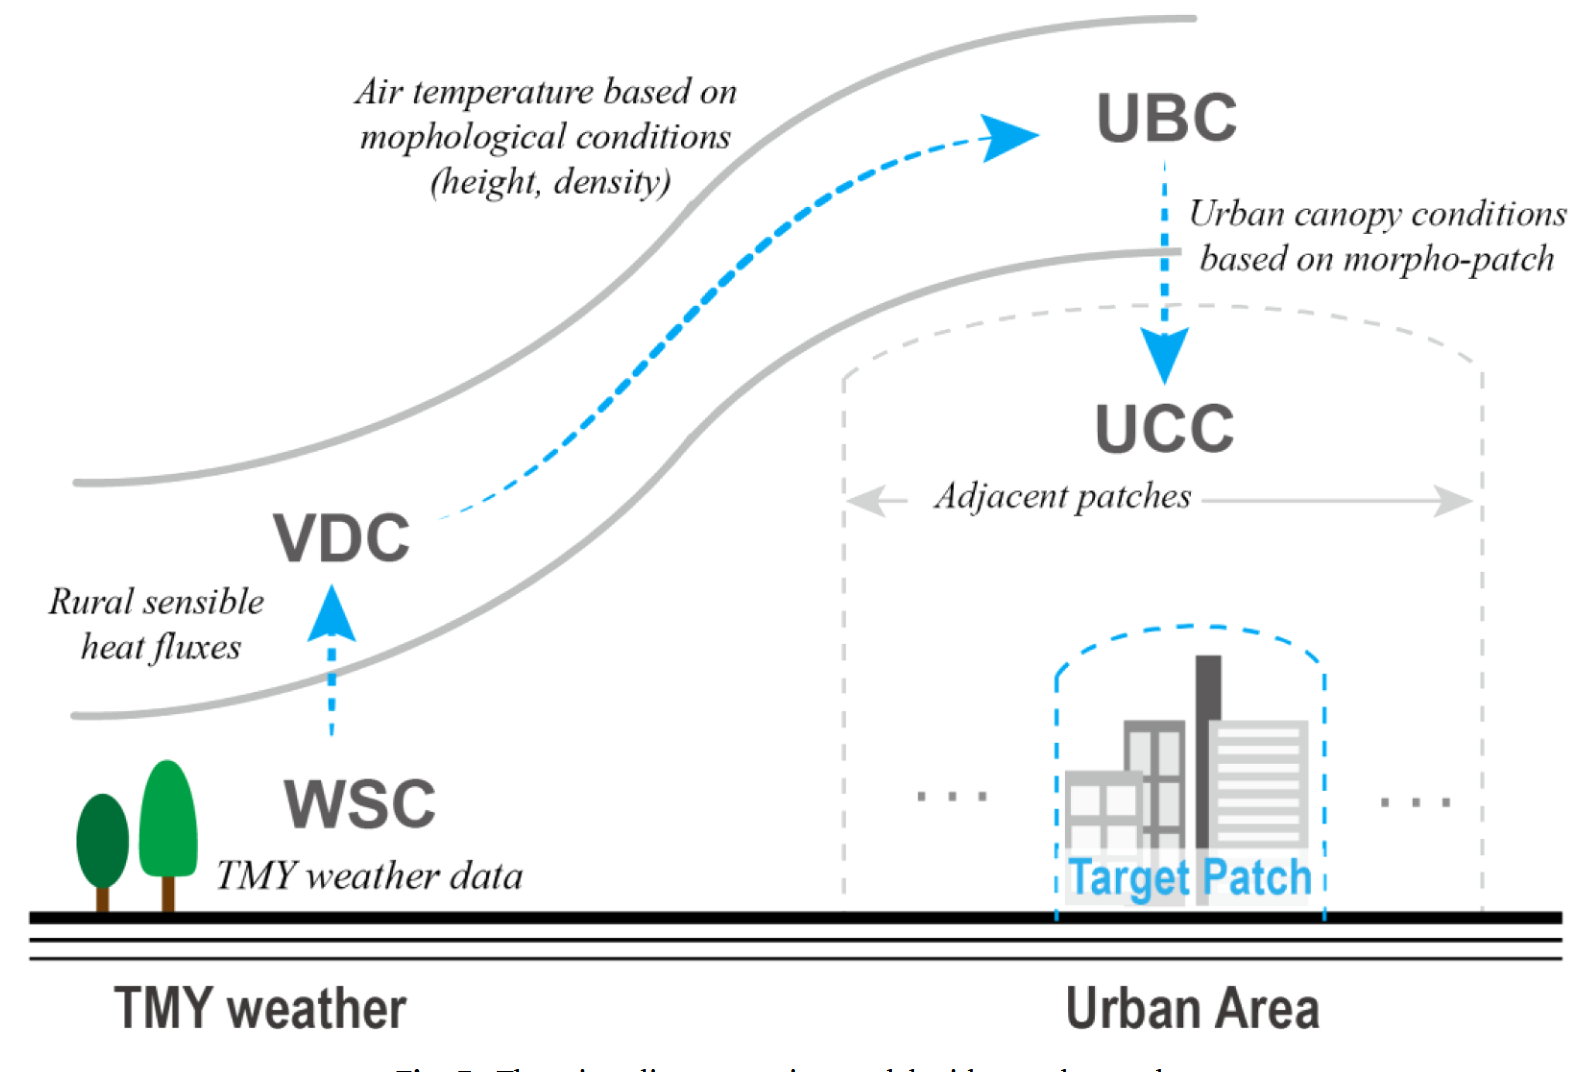 Air temperature based on
mophological conditions
(height, density)
UBC
Urban canopy conditions
based on morpho-patch
UCC
Adjacent patches
VDC
Rural sensible
heat fluxes
WSC
TMY weather data
Target Patch
TMY weather
Urban Area